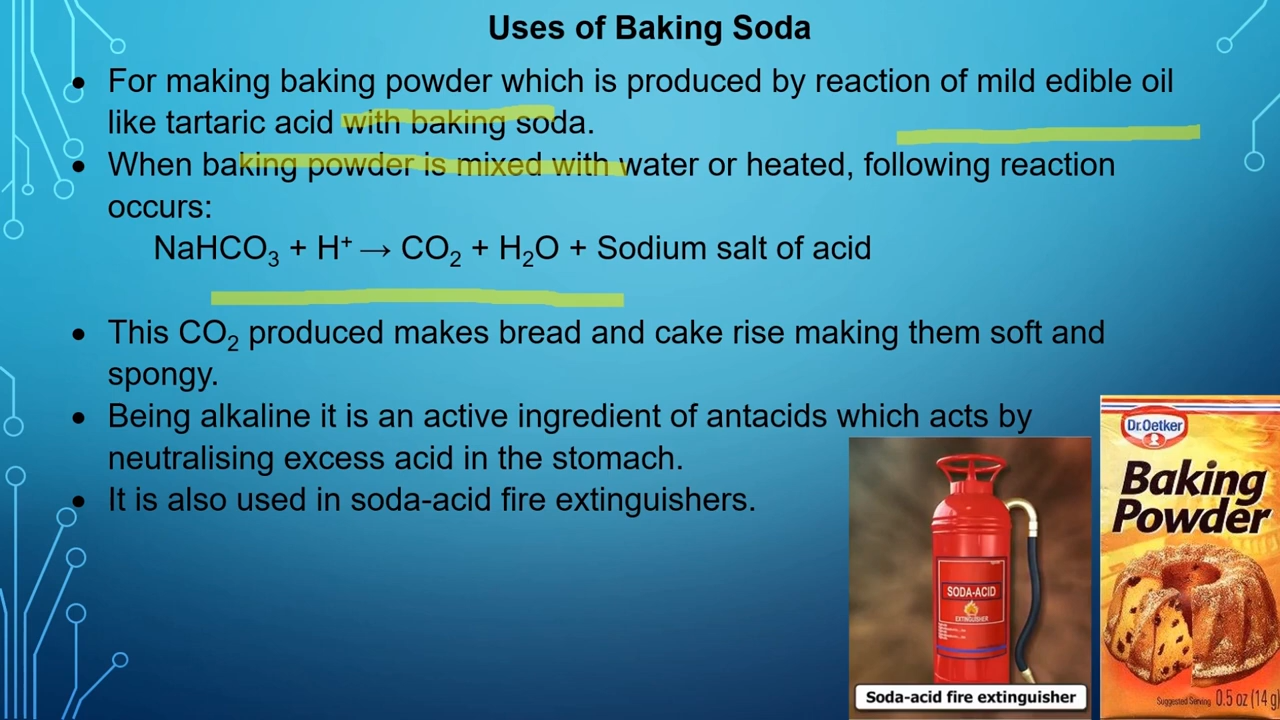 Uses of Baking Soda
• For making baking powder which is produced by reaction of mild edible oil
like tartaric acid with baking soda.
• When baking powder is mixed with water or heated, following reaction
occurs:
NaHCO₃ + H⁺ → CO₂ + H₂O + Sodium salt of acid
• This CO₂ produced makes bread and cake rise making them soft and
spongy.
• Being alkaline it is an active ingredient of antacids which acts by
neutralising excess acid in the stomach.
• It is also used in soda-acid fire extinguishers.
SODA-ACID
EXTINGUISHER
Soda-acid fire extinguisher
Dr.Oetker
Baking
Powder
Suggested Serving 0.5 oz (14 g)